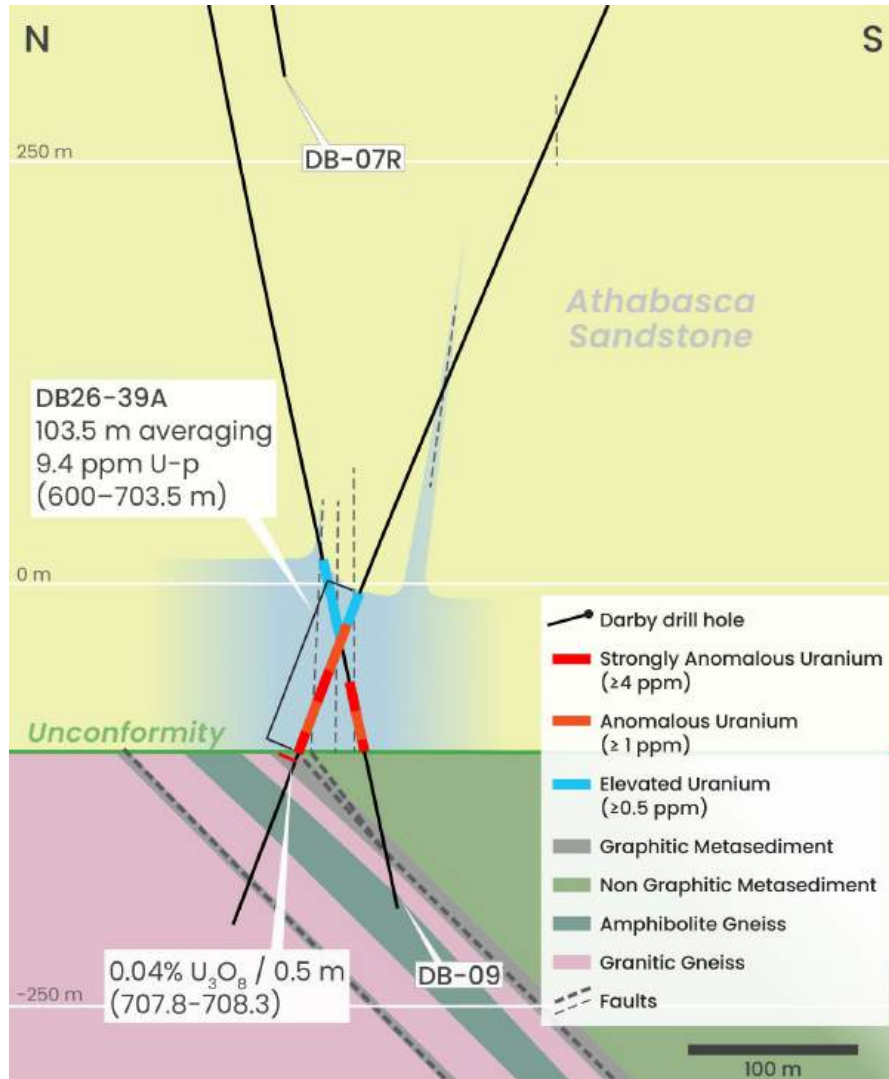 N
S
DB-07R
250 m
Athabasca
Sandstone
DB26-39A
103.5 m averaging
9.4 ppm U-p
(600–703.5 m)
0 m
Unconformity
Darby drill hole
Strongly Anomalous Uranium
(≥4 ppm)
Anomalous Uranium
(≥ 1 ppm)
Elevated Uranium
(≥0.5 ppm)
Graphitic Metasediment
Non Graphitic Metasediment
Amphibolite Gneiss
Granitic Gneiss
Faults
0.04% U₃O₈ / 0.5 m
(707.8-708.3)
DB-09
-250 m
100 m